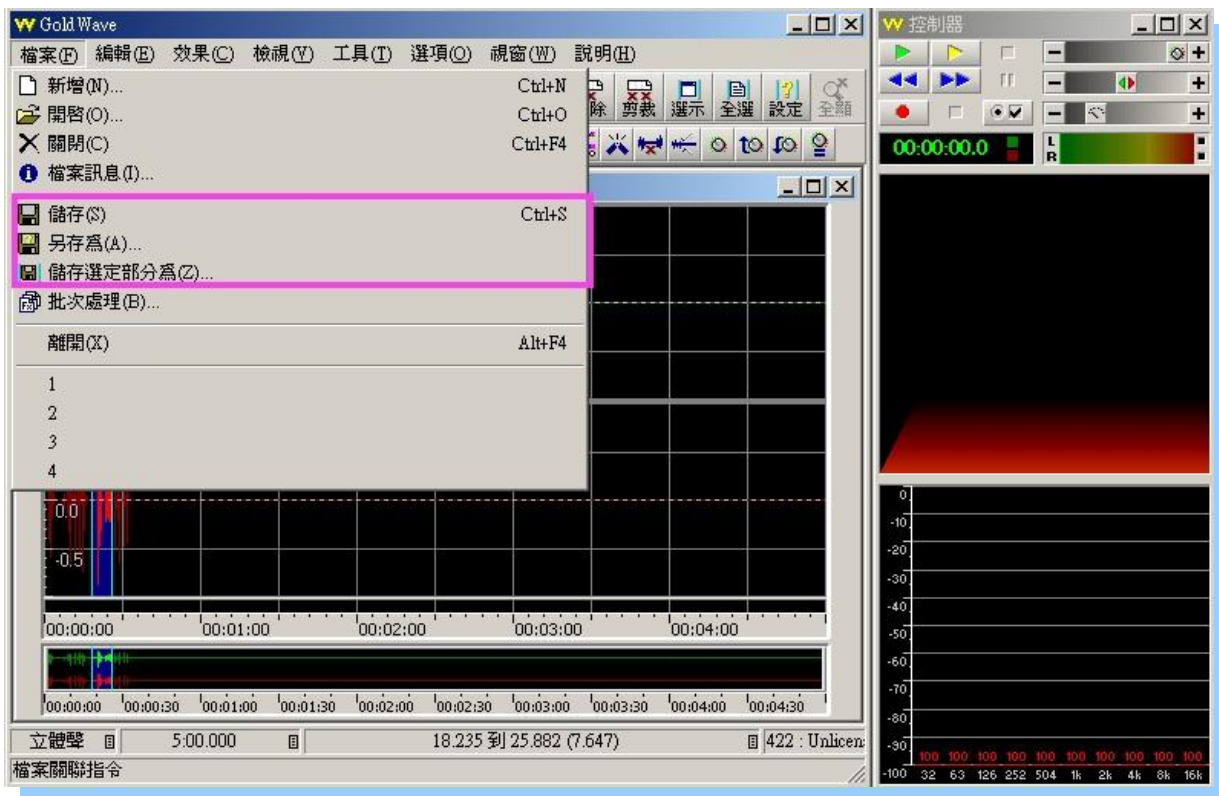 Gold Wave
檔案(F) 編輯(E) 效果(C) 檢視(V) 工具(T) 選項(O) 視窗(W) 說明(H)
新增(N)... Ctrl+N
開啓(O)... Ctrl+O
關閉(C) Ctrl+F4
檔案訊息(I)...
儲存(S) Ctrl+S
另存爲(A)...
儲存選定部分爲(Z)...
批次處理(B)...
離開(X) Alt+F4
1
2
3
4
除 剪裁 選示 全選 設定 全顯
0.0
-0.5
00:00:00 00:01:00 00:02:00 00:03:00 00:04:00
00:00:00 00:00:30 00:01:00 00:01:30 00:02:00 00:02:30 00:03:00 00:03:30 00:04:00 00:04:30
立體聲 5:00.000 18.235 到 25.882 (7.647) 422 : Unlicen
檔案關聯指令
控制器
00:00:00.0
L
R
0
-10
-20
-30
-40
-50
-60
-70
-80
-90
100 100 100 100 100 100 100 100 100 100
-100 32 63 126 252 504 1k 2k 4k 8k 16k